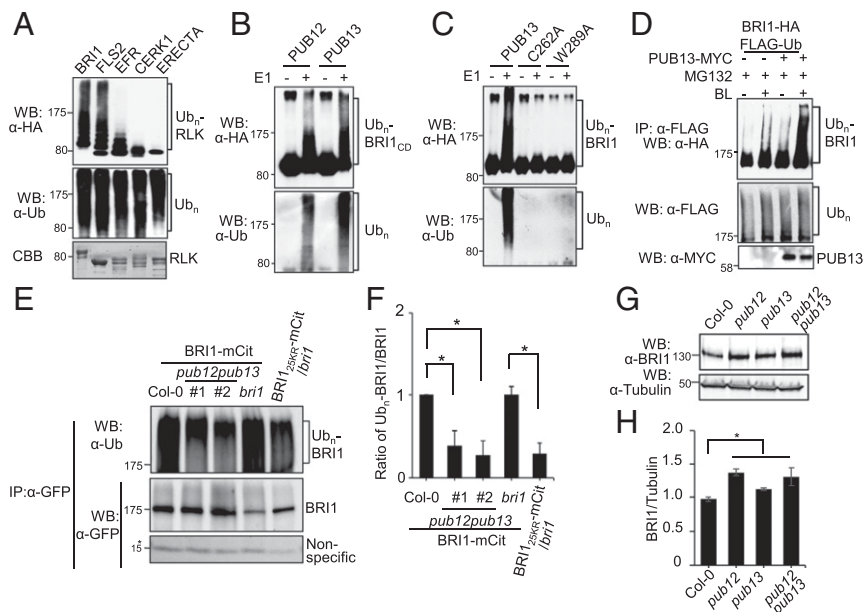 A
BRI1
FLS2
EFR
CERK1
ERECTA
WB:
α-HA
175
80
Ubn-
RLK
WB:
α-Ub
175
80
Ubn
CBB
80
RLK
B
PUB12 PUB13
E1 - + - +
WB:
α-HA
175
80
Ubn-
BRI1CD
WB:
α-Ub
175
80
Ubn
C
PUB13
C262A
W289A
E1 - + - + - +
WB:
α-HA
175
80
Ubn-
BRI1
WB:
α-Ub
175
80
Ubn
D
BRI1-HA
FLAG-Ub
PUB13-MYC - - + +
MG132 + + + +
BL - + - +
IP: α-FLAG
WB: α-HA
175
Ubn-
BRI1
WB: α-FLAG
175
Ubn
WB: α-MYC
58
PUB13
E
BRI1-mCit
pub12pub13
Col-0 #1 #2 bri1
BRI125KR-mCit
/bri1
IP:α-GFP
WB:
α-Ub
175
Ubn-
BRI1
WB:
α-GFP
175
BRI1
15
*
Non-
specific
F
Ratio of Ubn-BRI1/BRI1
2
1
0
* * *
Col-0 #1 #2 bri1
pub12pub13
BRI1-mCit
BRI125KR-mCit
/bri1
G
Col-0
pub12
pub13
pub12
pub13
WB:
α-BRI1
130
WB:
α-Tubulin
50
H
BRI1/Tubulin
2.0
1.5
1.0
0.5
0
*
Col-0
pub12
pub13
pub12
pub13